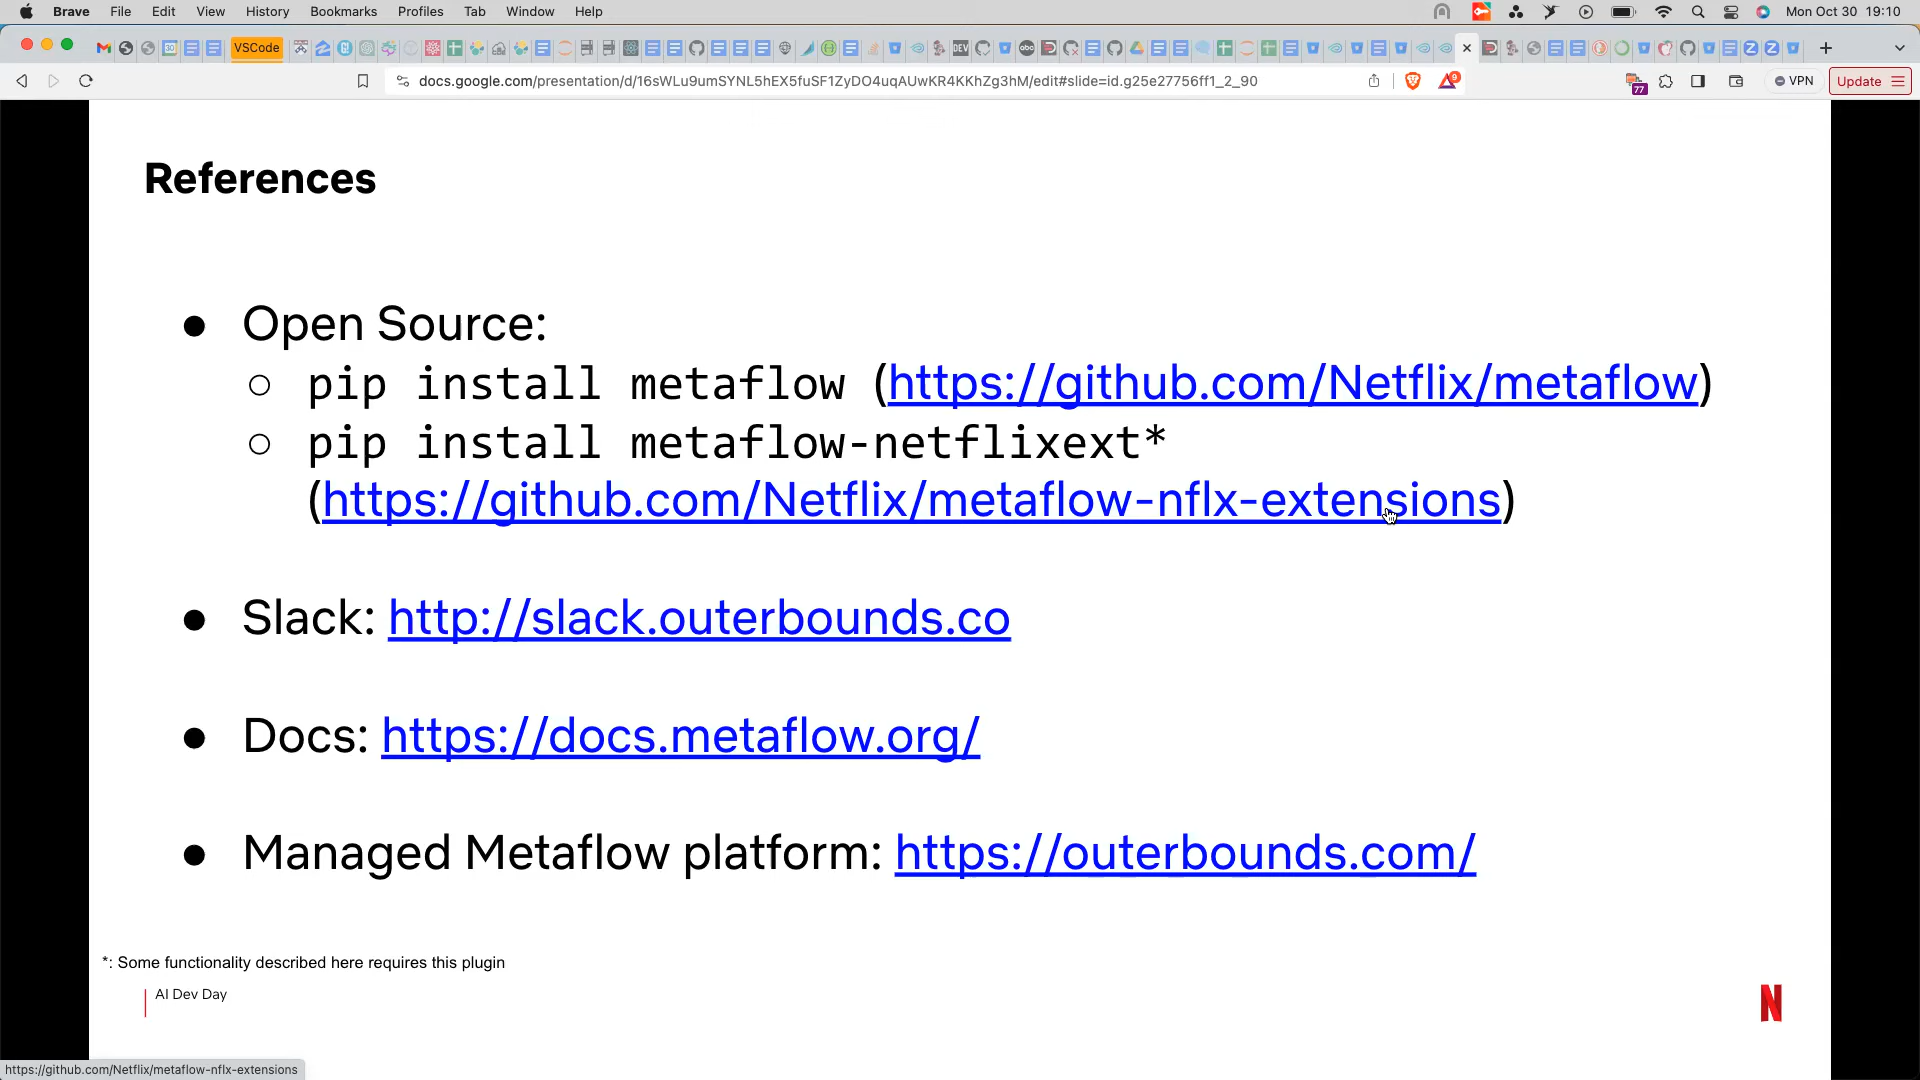 Brave File Edit View History Bookmarks Profiles Tab Window Help Mon Oct 30 19:10
VSCode
docs.google.com/presentation/d/16sWLu9umSYNL5hEX5fuSF1ZyDO4uqAUwKR4KKhZg3hM/edit#slide=id.g25e27756ff1_2_90 9 77 VPN Update
References
● Open Source:
○ pip install metaflow (https://github.com/Netflix/metaflow)
○ pip install metaflow-netflixext*
(https://github.com/Netflix/metaflow-nflx-extensions)
● Slack: http://slack.outerbounds.co
● Docs: https://docs.metaflow.org/
● Managed Metaflow platform: https://outerbounds.com/
*: Some functionality described here requires this plugin
AI Dev Day
N
https://github.com/Netflix/metaflow-nflx-extensions